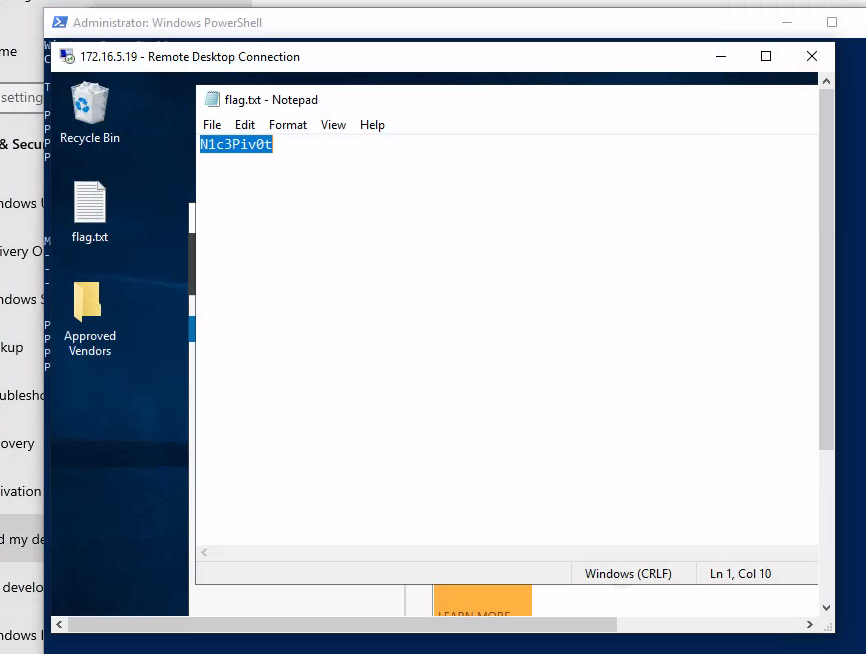 Administrator: Windows PowerShell
me
172.16.5.19 - Remote Desktop Connection
setting
flag.txt - Notepad
File Edit Format View Help
Recycle Bin
& Secu
N1c3Piv0t
ndows U
flag.txt
ivery O
ndows S
Approved
Vendors
kup
ublesho
overy
ivation
d my de
Windows (CRLF) Ln 1, Col 10
develo
LEARN MORE
ndows I